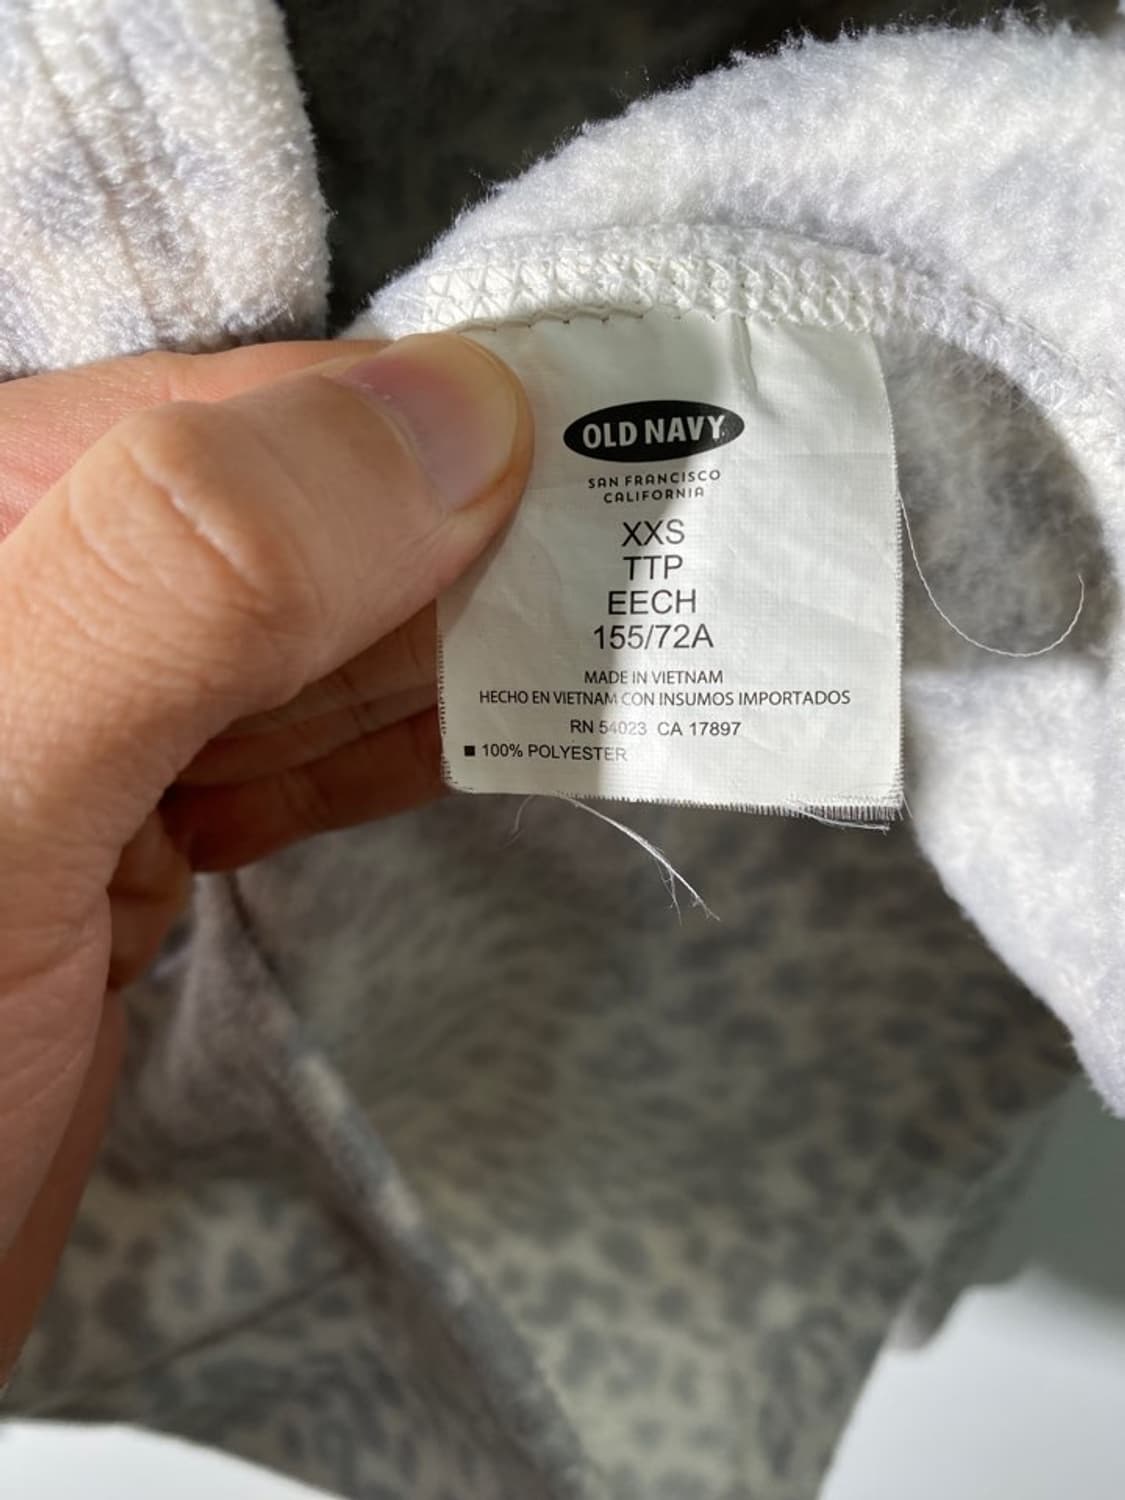 OLD NAVY
SAN FRANCISCO
CALIFORNIA
XXS
TTP
EECH
155/72A
MADE IN VIETNAM
HECHO EN VIETNAM CON INSUMOS IMPORTADOS
RN 54023 CA 17897
■ 100% POLYESTER